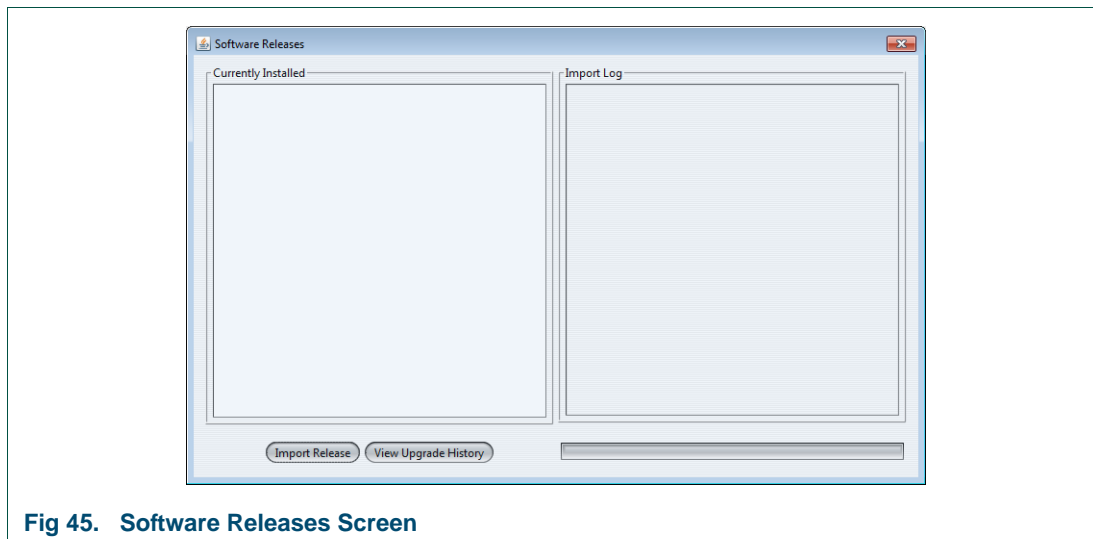 Software Releases
Currently Installed
Import Log
Import Release
View Upgrade History
Fig 45. Software Releases Screen